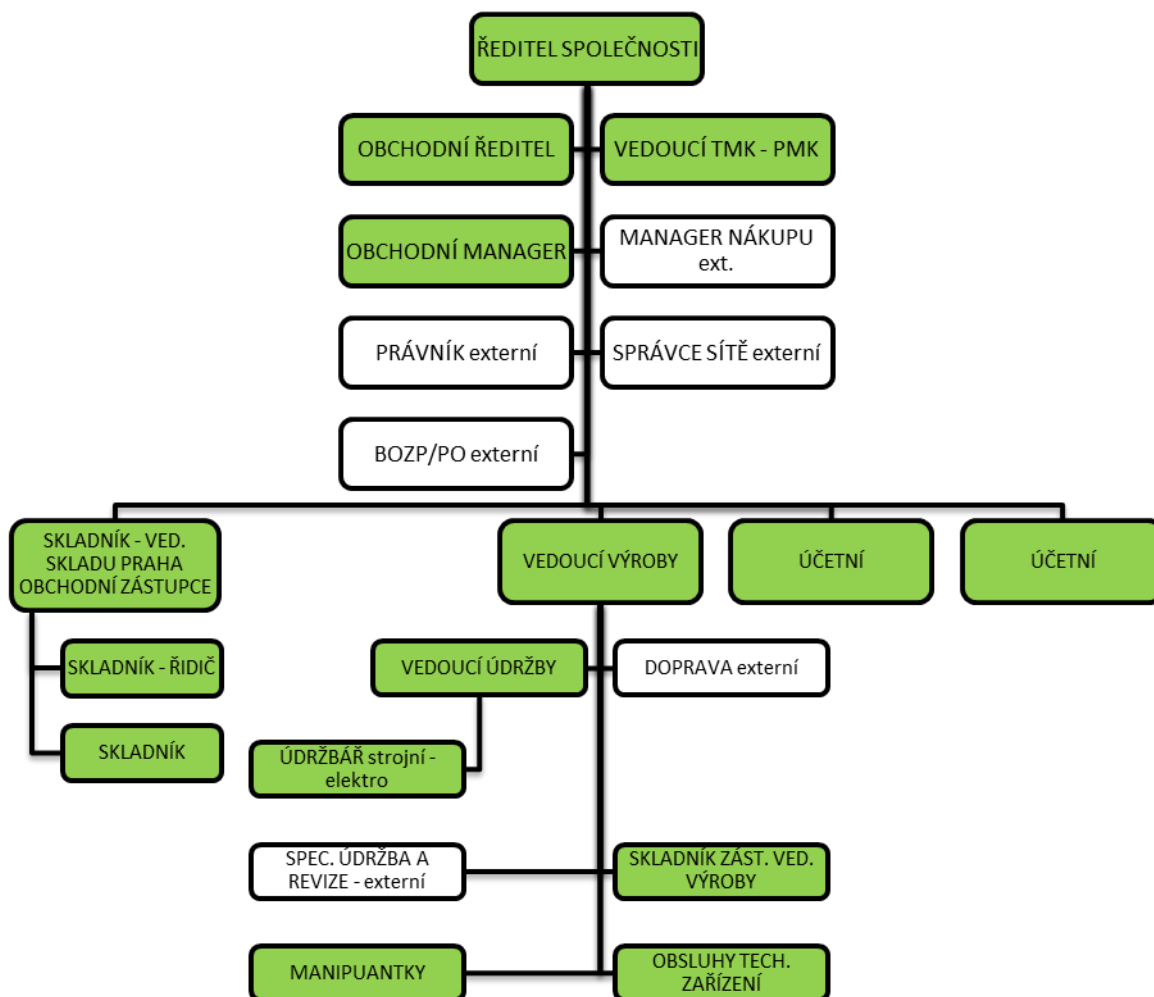 ŘEDITEL SPOLEČNOSTI
OBCHODNÍ ŘEDITEL
VEDOUCÍ TMK - PMK
OBCHODNÍ MANAGER
MANAGER NÁKUPU
ext.
PRÁVNÍK externí
SPRÁVCE SÍTĚ externí
BOZP/PO externí
SKLADNÍK - VED.
SKLADU PRAHA
OBCHODNÍ ZÁSTUPCE
VEDOUCÍ VÝROBY
ÚČETNÍ
ÚČETNÍ
SKLADNÍK - ŘIDIČ
VEDOUCÍ ÚDRŽBY
DOPRAVA externí
SKLADNÍK
ÚDRŽBÁŘ strojní -
elektro
SPEC. ÚDRŽBA A
REVIZE - externí
SKLADNÍK ZÁST. VED.
VÝROBY
MANIPUANTKY
OBSLUHY TECH.
ZAŘÍZENÍ